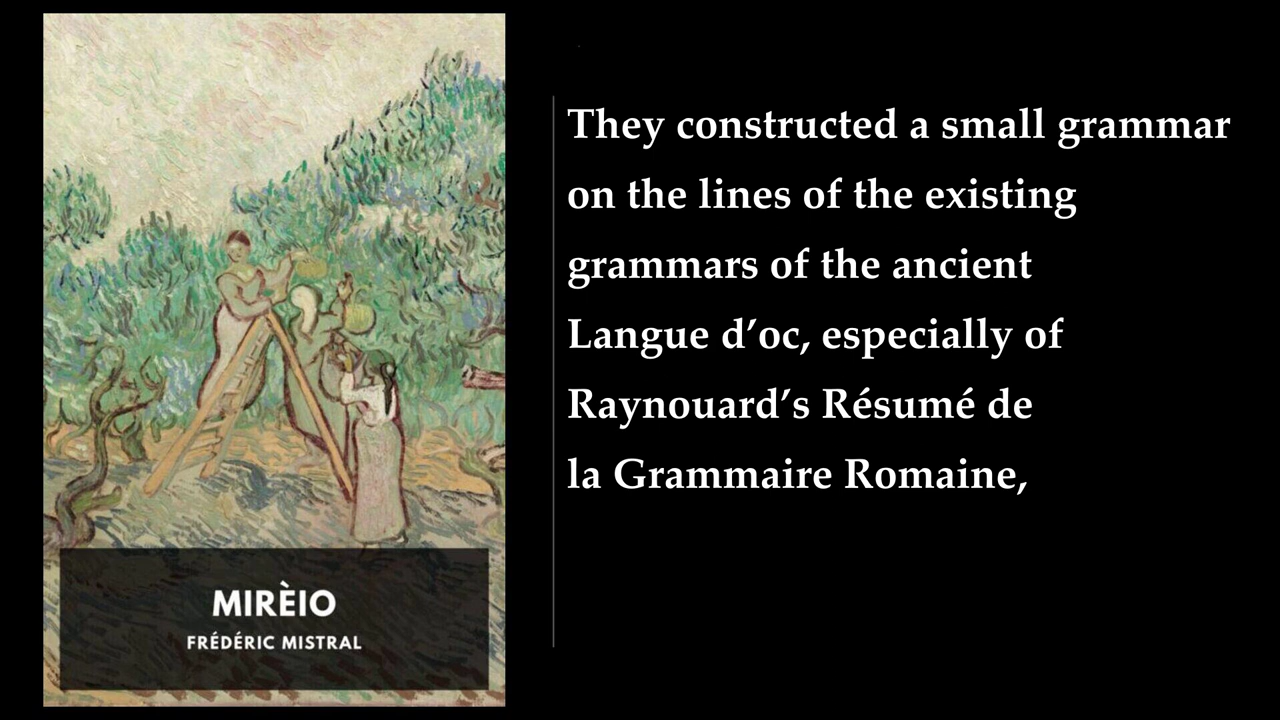 They constructed a small grammar
on the lines of the existing
grammars of the ancient
Langue d’oc, especially of
Raynouard’s Résumé de
la Grammaire Romaine,
MIRÈIO
FRÉDÉRIC MISTRAL